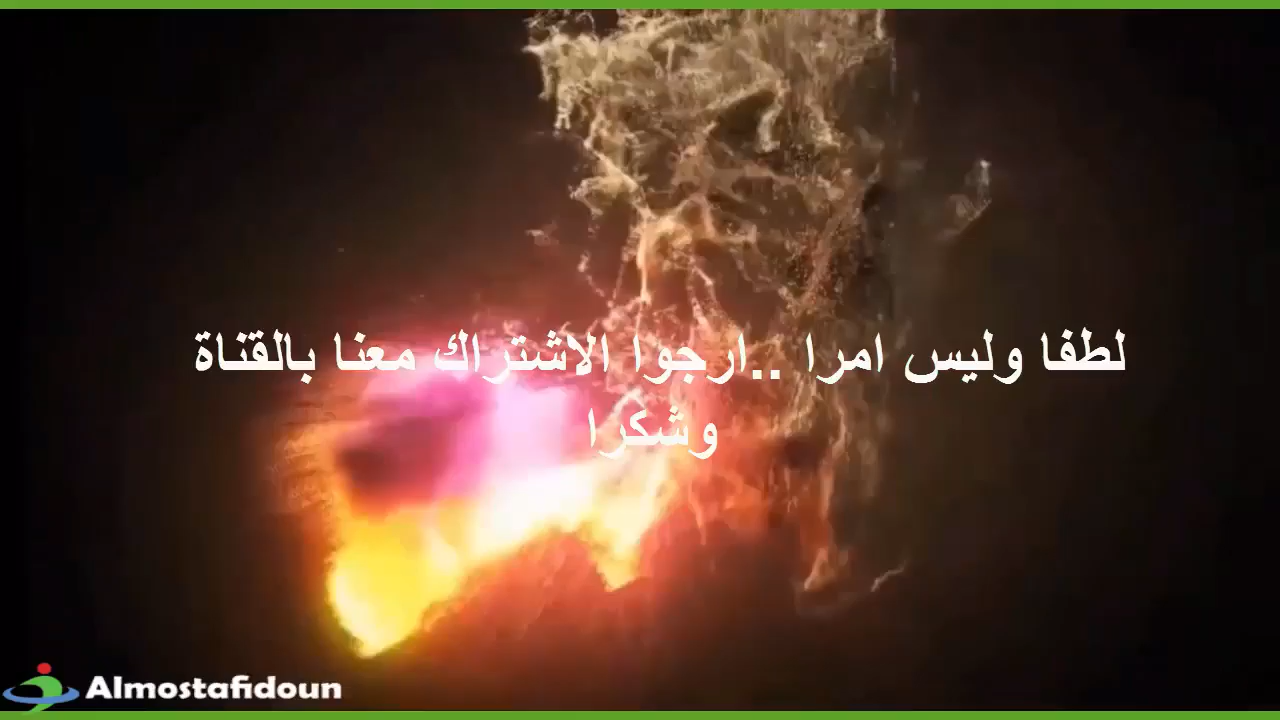 لطفا وليس امرا ..ارجوا الاشتراك معنا بالقناة
وشكرا
Almostafidoun